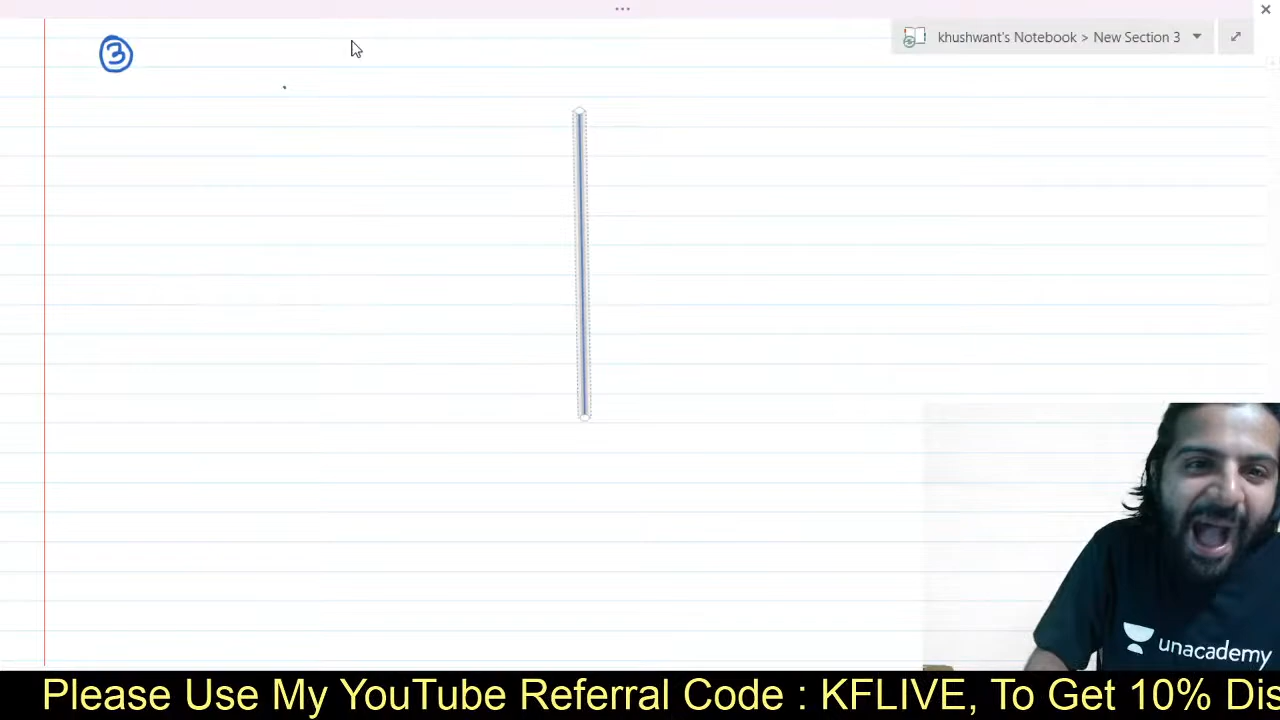 khushwant's Notebook > New Section 3
3
unacademy
Please Use My YouTube Referral Code : KFLIVE, To Get 10% Dis